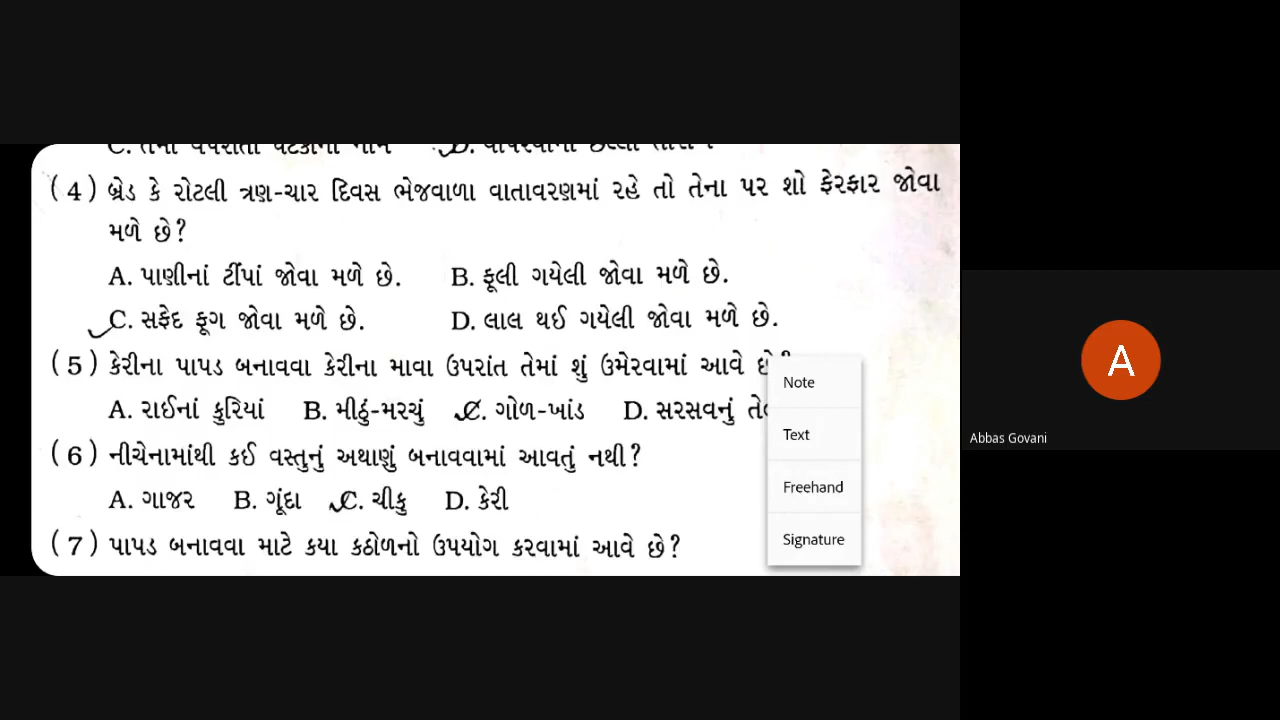 (4) બ્રેડ કે રોટલી ત્રણ-ચાર દિવસ ભેજવાળા વાતાવરણમાં રહે તો તેના પર શો ફેરફાર જોવા
મળે છે?
A. પાણીનાં ટીંપાં જોવા મળે છે. B. ફૂલી ગયેલી જોવા મળે છે.
C. સફેદ ફૂગ જોવા મળે છે. D. લાલ થઈ ગયેલી જોવા મળે છે.
(5) કેરીના પાપડ બનાવવા કેરીના માવા ઉપરાંત તેમાં શું ઉમેરવામાં આવે
A. રાઈનાં કુરિયાં B. મીઠું-મરચું C. ગોળ-ખાંડ D. સરસવનું
(6) નીચેનામાંથી કઈ વસ્તુનું અથાણું બનાવવામાં આવતું નથી?
A. ગાજર B. ગૂંદા C. ચીકુ D. કેરી
(7) પાપડ બનાવવા માટે કયા કઠોળનો ઉપયોગ કરવામાં આવે છે?
Note
Text
Freehand
Signature
A
Abbas Govani